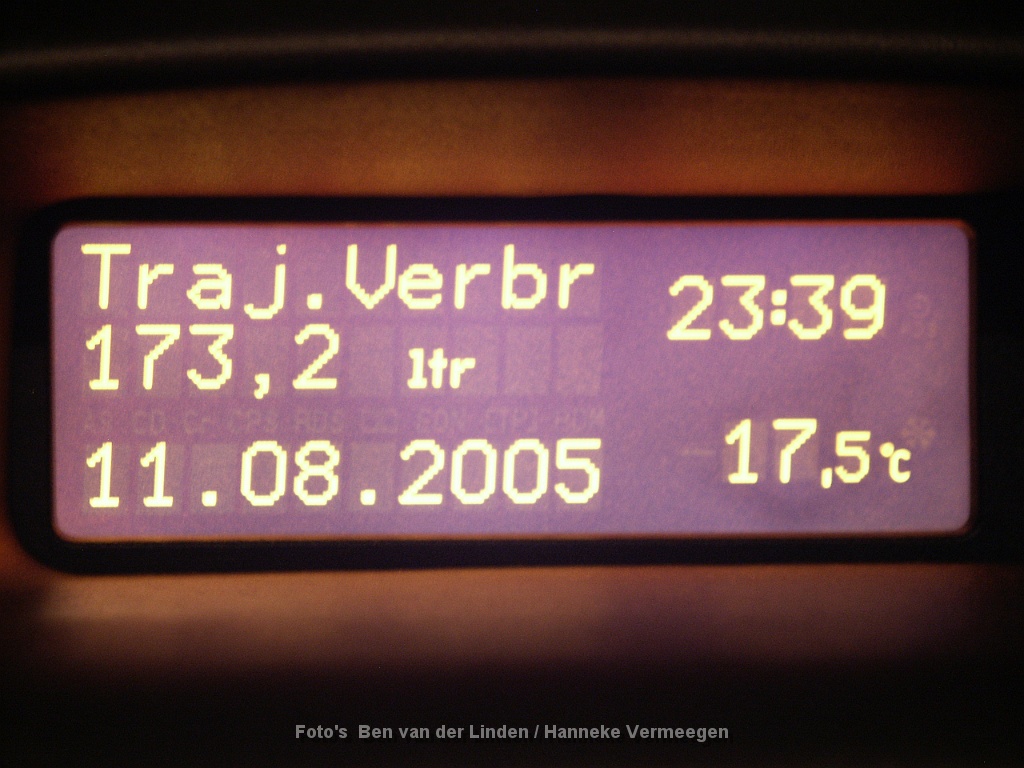 Traj.Verbr
173,2 ltr
11.08.2005
23:39
17,5°C
Foto's Ben van der Linden / Hanneke Vermeegen